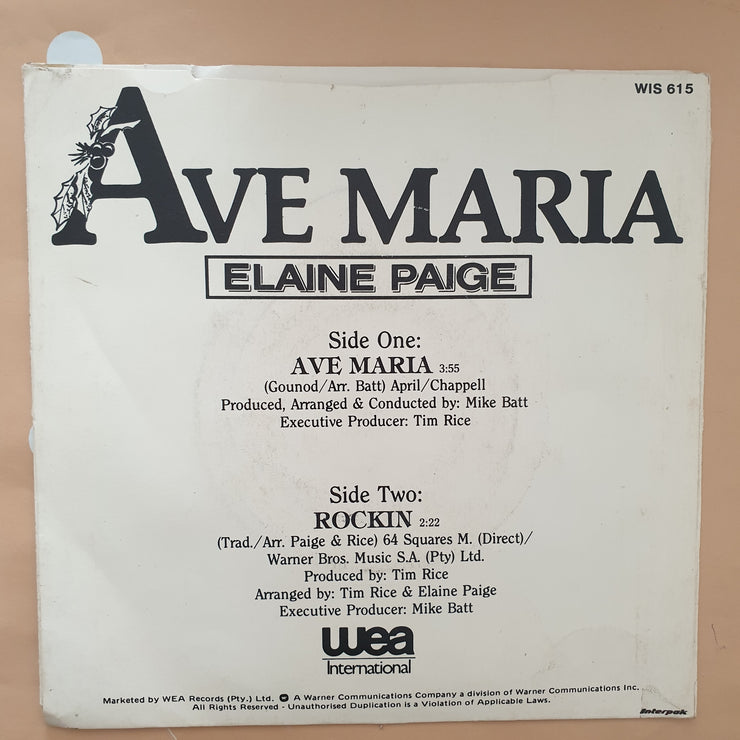 WIS 615
AVE MARIA
ELAINE PAIGE
Side One:
AVE MARIA 3:55
(Gounod/Arr. Batt) April/Chappell
Produced, Arranged & Conducted by: Mike Batt
Executive Producer: Tim Rice
Side Two:
ROCKIN 2:22
(Trad./Arr. Paige & Rice) 64 Squares M. (Direct)/
Warner Bros. Music S.A. (Pty) Ltd.
Produced by: Tim Rice
Arranged by: Tim Rice & Elaine Paige
Executive Producer: Mike Batt
wea
International
Marketed by WEA Records (Pty.) Ltd. A Warner Communications Company a division of Warner Communications Inc.
All Rights Reserved - Unauthorised Duplication is a Violation of Applicable Laws.
Interpak